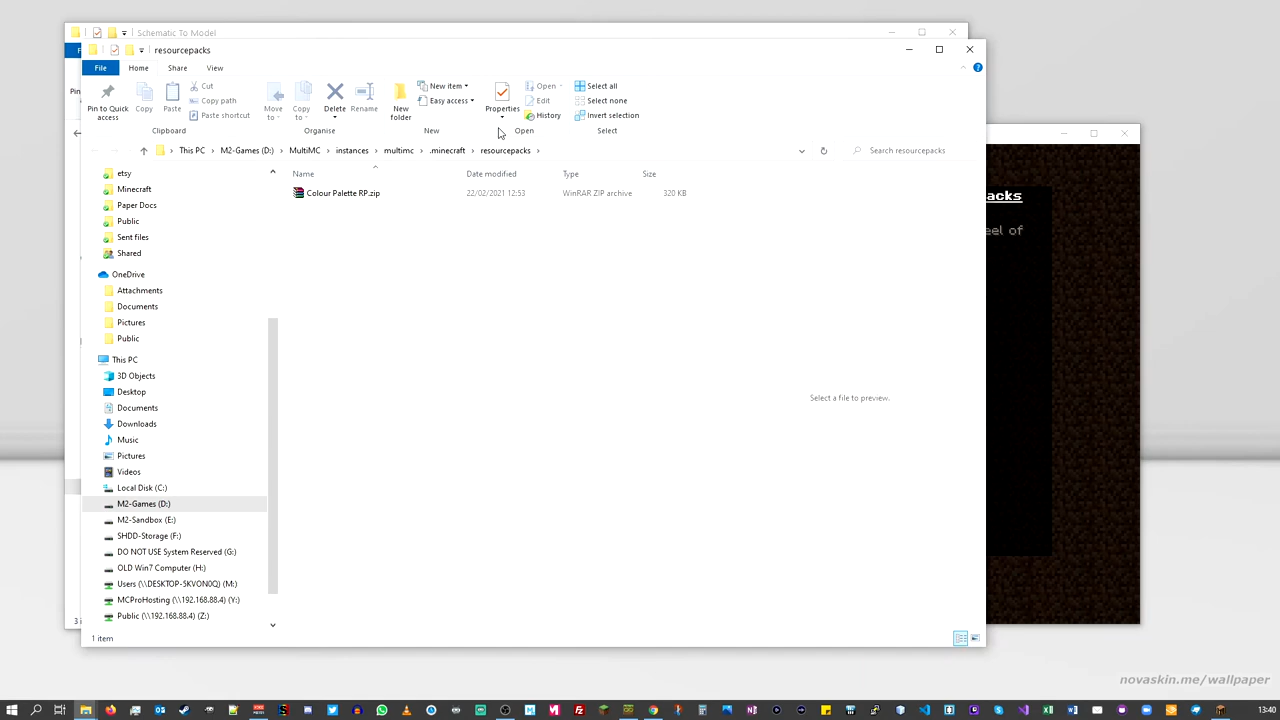 Schematic To Model
resourcepacks
File Home Share View
Pin to Quick access
Copy
Paste
Cut
Copy path
Paste shortcut
Clipboard
Move to
Copy to
Delete
Rename
Organise
New folder
New item
Easy access
New
Properties
Open
Edit
History
Open
Select all
Select none
Invert selection
Select
This PC M2-Games (D:) MultiMC instances multimc .minecraft resourcepacks
Search resourcepacks
etsy
Minecraft
Paper Docs
Public
Sent files
Shared
OneDrive
Attachments
Documents
Pictures
Public
This PC
3D Objects
Desktop
Documents
Downloads
Music
Pictures
Videos
Local Disk (C:)
M2-Games (D:)
M2-Sandbox (E:)
SHDD-Storage (F:)
DO NOT USE System Reserved (G:)
OLD Win7 Computer (H:)
Users (\\DESKTOP-5KVON0Q) (M:)
MCProHosting (\\192.168.88.4) (Y:)
Public (\\192.168.88.4) (Z:)
Name Date modified Type Size
Colour Palette RP.zip 22/02/2021 12:53 WinRAR ZIP archive 320 KB
Select a file to preview.
1 item
acks
eel of
novaskin.me/wallpaper
13:40